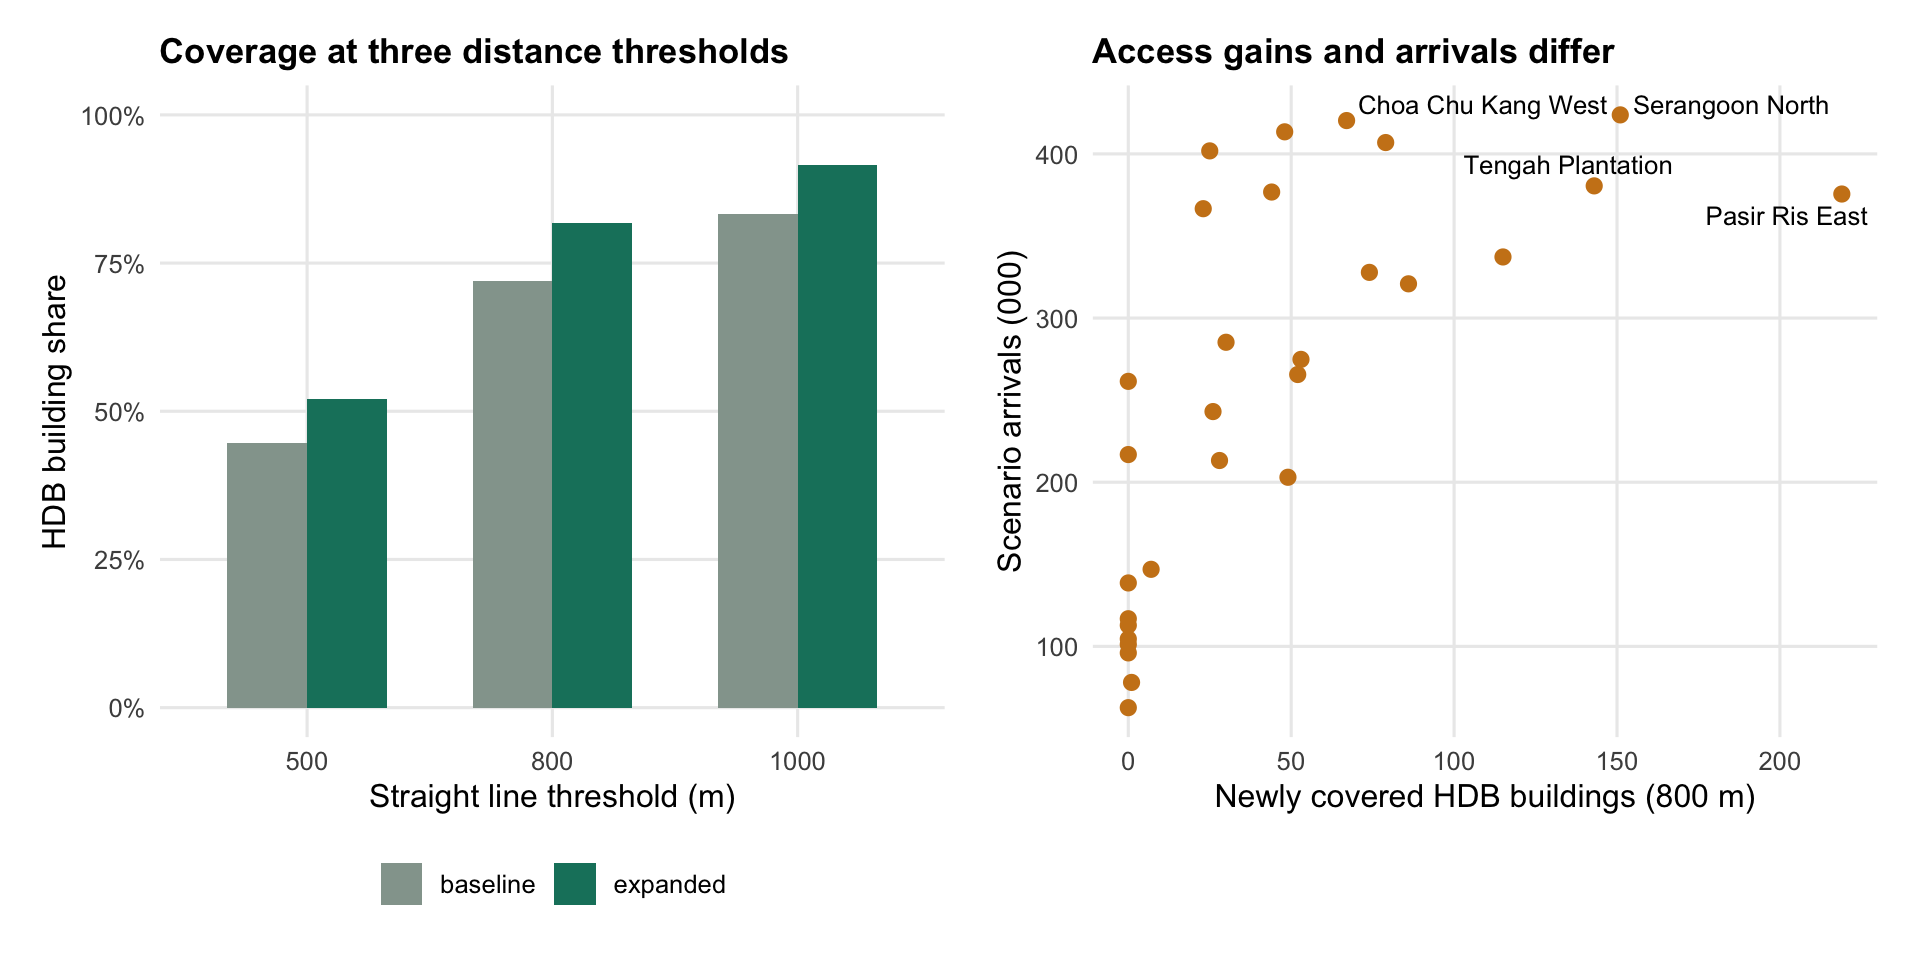 Coverage at three distance thresholds
HDB building share
100%
75%
50%
25%
0%
500 800 1000
Straight line threshold (m)
baseline expanded
Access gains and arrivals differ
Scenario arrivals (000)
400
300
200
100
Choa Chu Kang West Serangoon North
Tengah Plantation
Pasir Ris East
0 50 100 150 200
Newly covered HDB buildings (800 m)